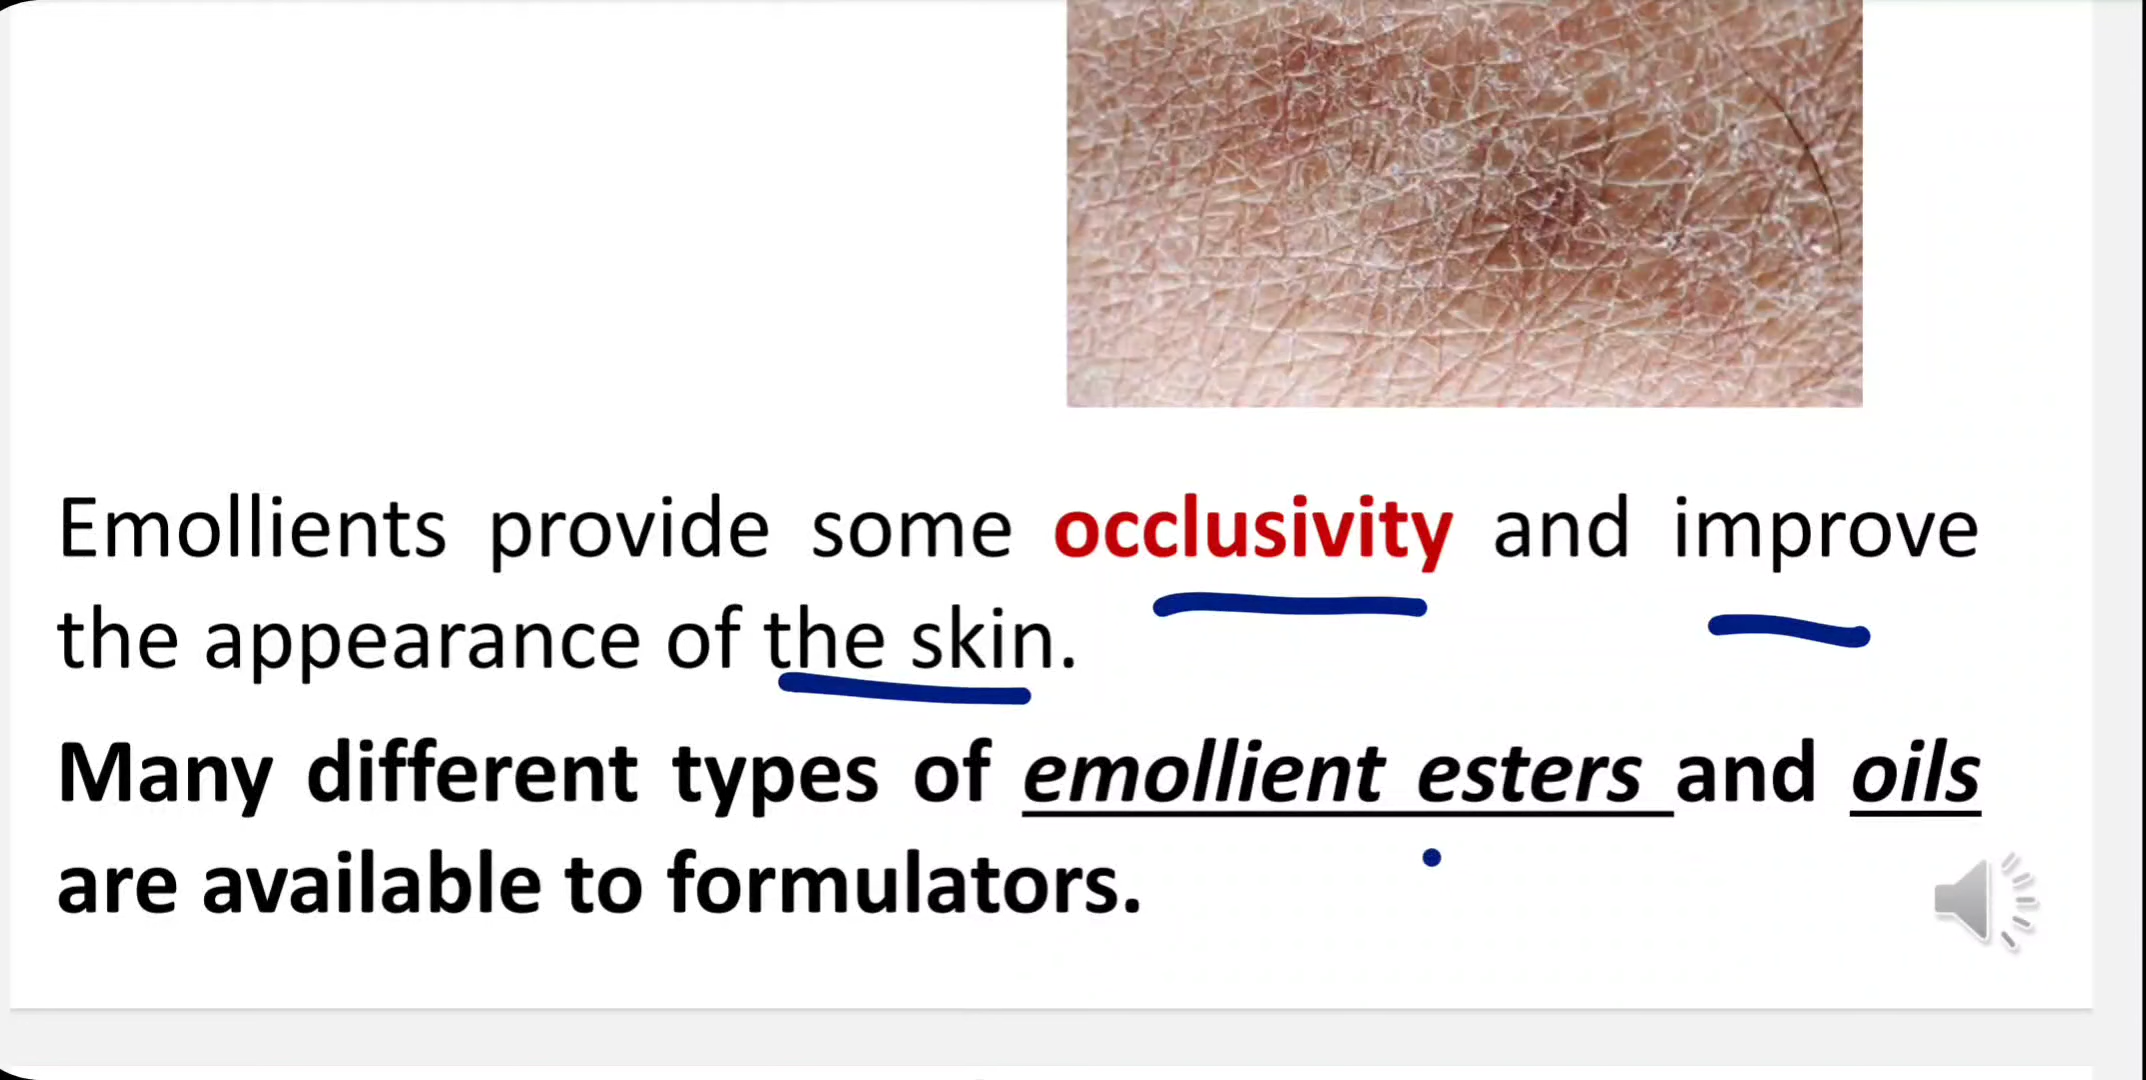 Emollients provide some occlusivity and improve
the appearance of the skin.
Many different types of emollient esters and oils
are available to formulators.